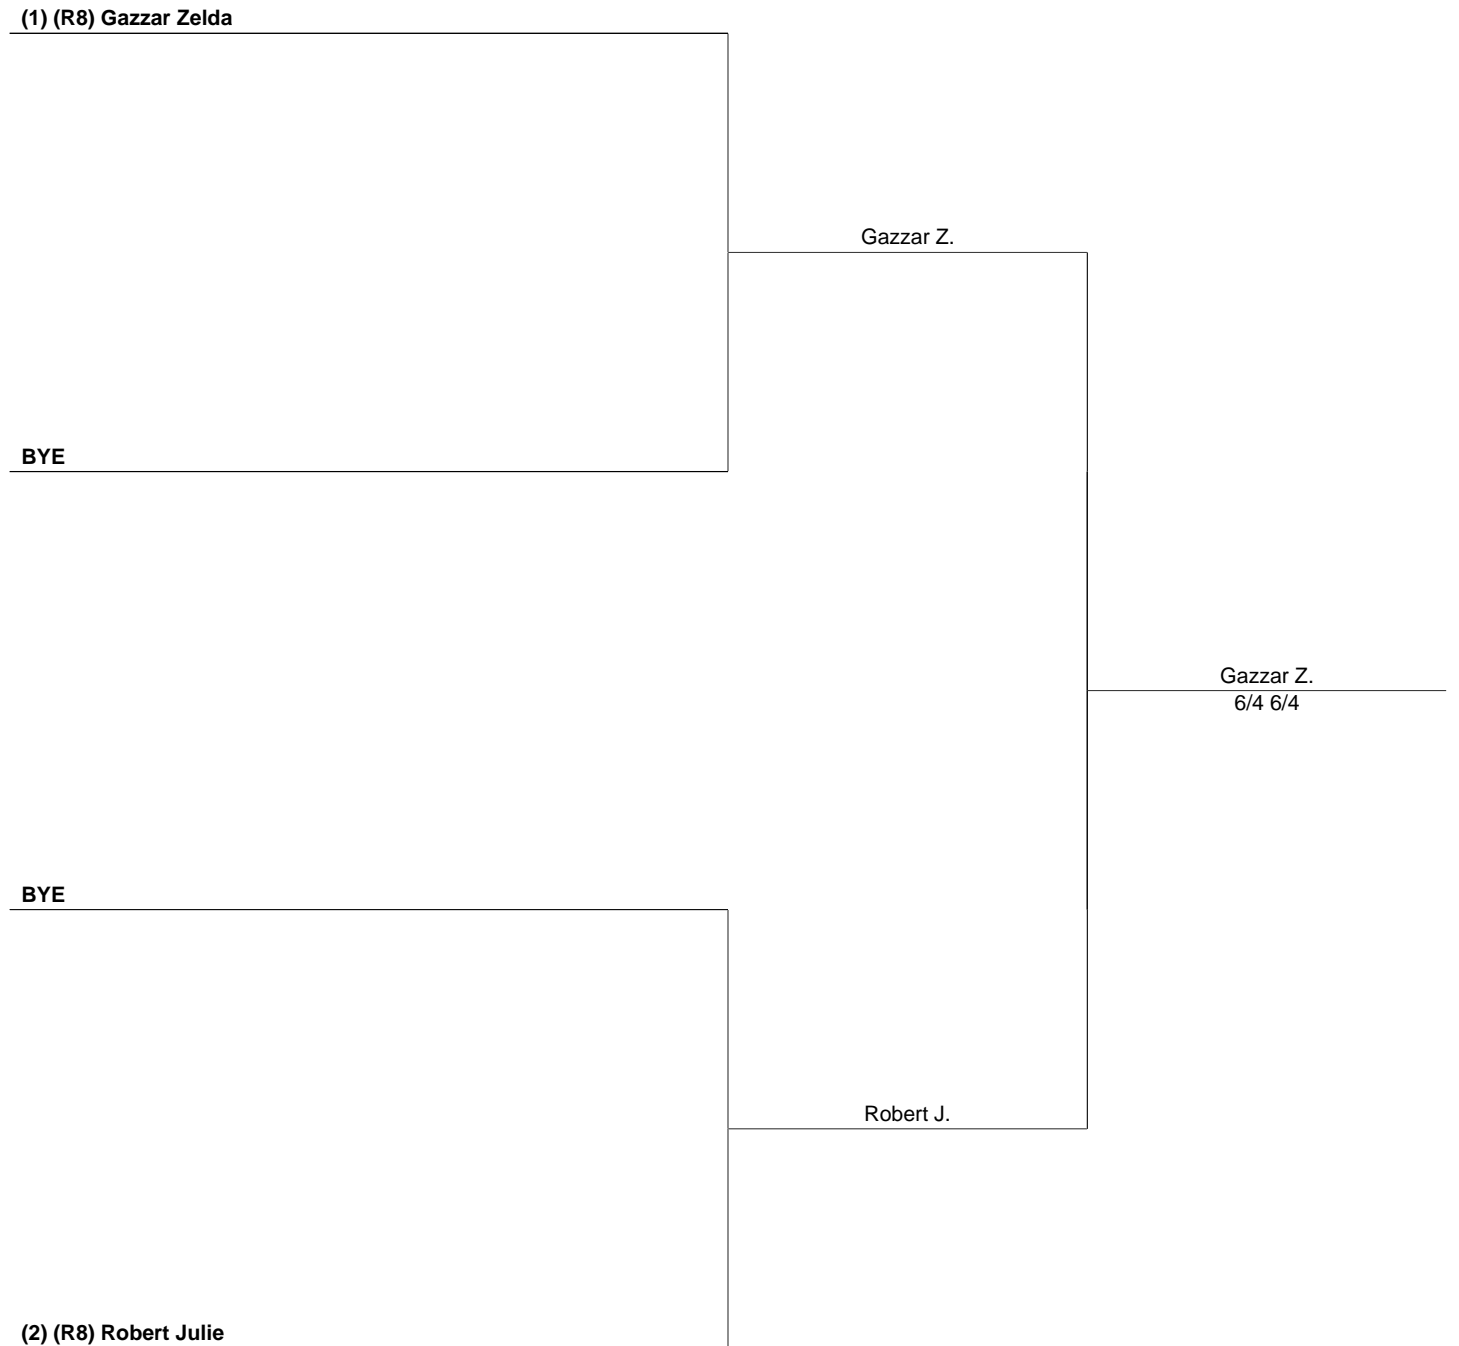 (1) (R8) Gazzar Zelda
Gazzar Z.
BYE
Gazzar Z.
6/4 6/4
BYE
Robert J.
(2) (R8) Robert Julie